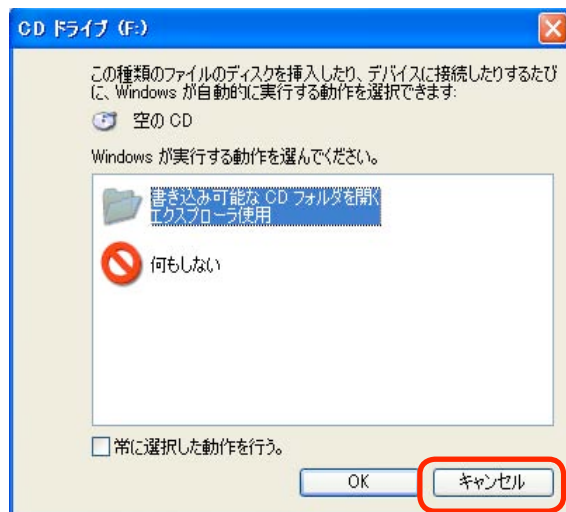 CD ドライブ (F:)
この種類のファイルのディスクを挿入したり、デバイスに接続したりするたび
に、Windows が自動的に実行する動作を選択できます:
空の CD
Windows が実行する動作を選んでください。
書き込み可能な CD フォルダを開く
エクスプローラ使用
何もしない
常に選択した動作を行う。
OK
キャンセル